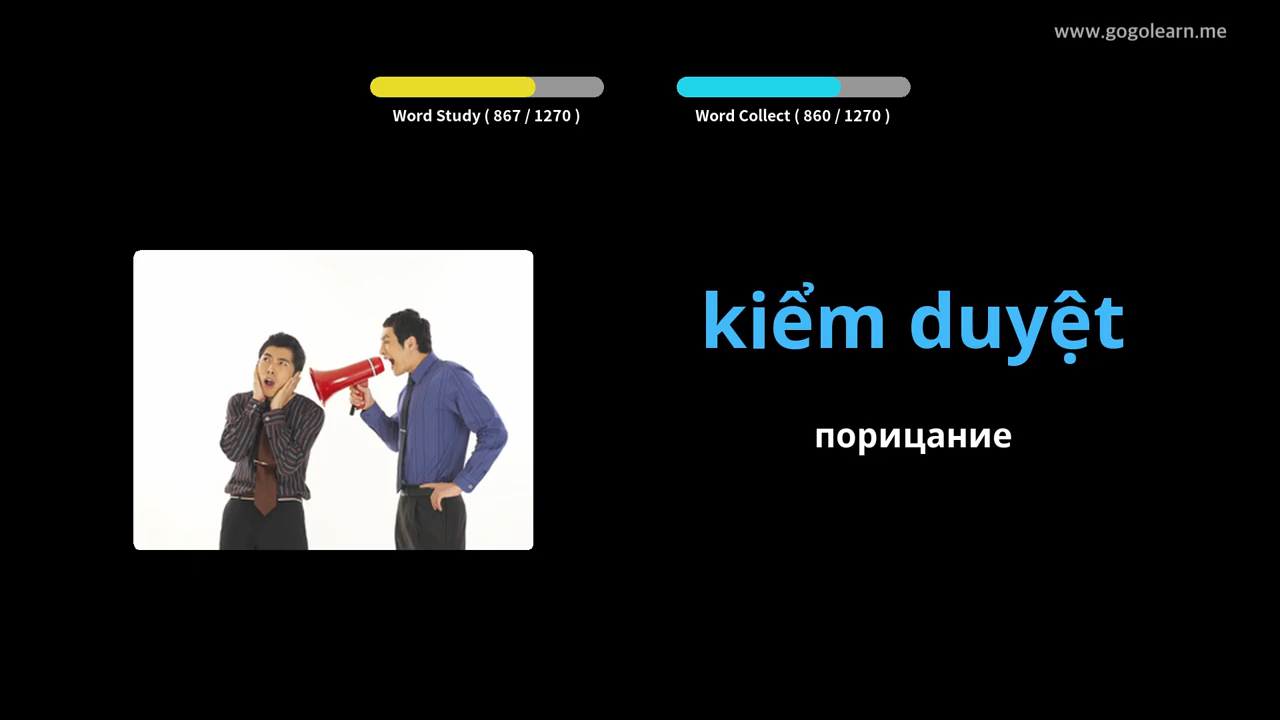 www.gogolearn.me
Word Study ( 867 / 1270 )
Word Collect ( 860 / 1270 )
kiểm duyệt
порицание